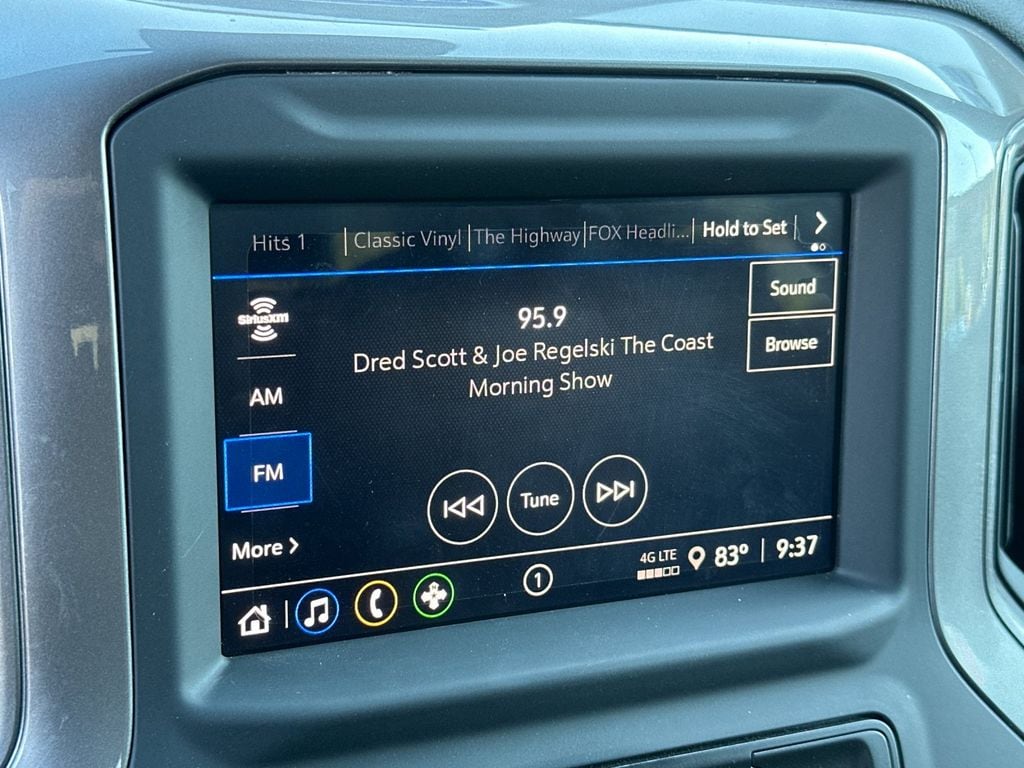 Hits 1 Classic Vinyl The Highway FOX Headli... Hold to Set
SiriusXM
95.9
Sound
Dred Scott & Joe Regelski The Coast
Morning Show
Browse
AM
FM
Tune
More
4G LTE
83° 9:37
1